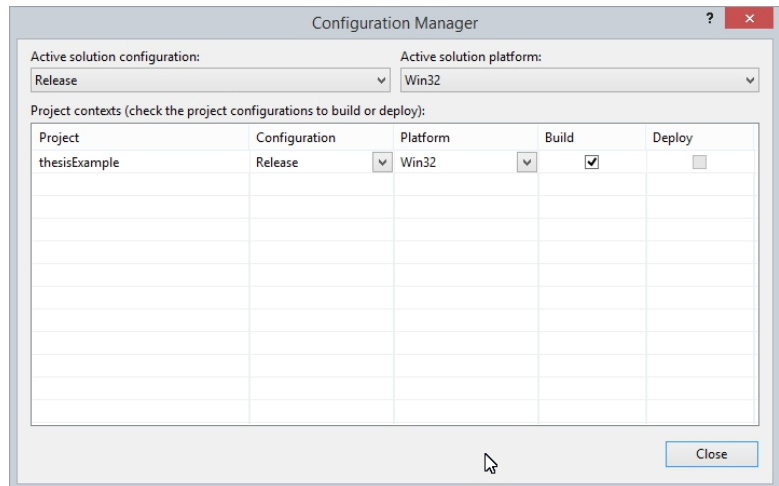 Configuration Manager
?
Active solution configuration: Active solution platform:
Release Win32
Project contexts (check the project configurations to build or deploy):
Project Configuration Platform Build Deploy
thesisExample Release Win32
Close